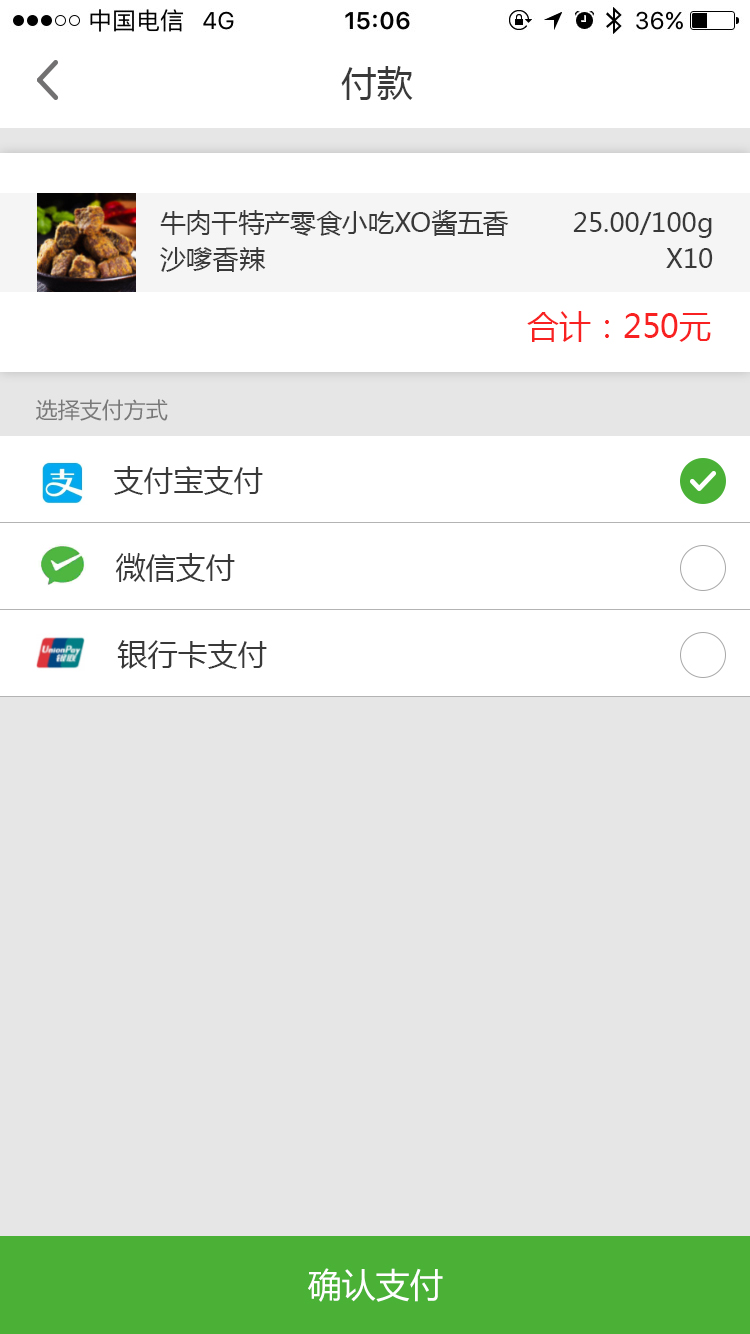 中国电信 4G 15:06 36%
付款
牛肉干特产零食小吃XO酱五香 25.00/100g
沙嗲香辣 X10
合计：250元
选择支付方式
支 支付宝支付
微信支付
UnionPay
银联
银行卡支付
确认支付